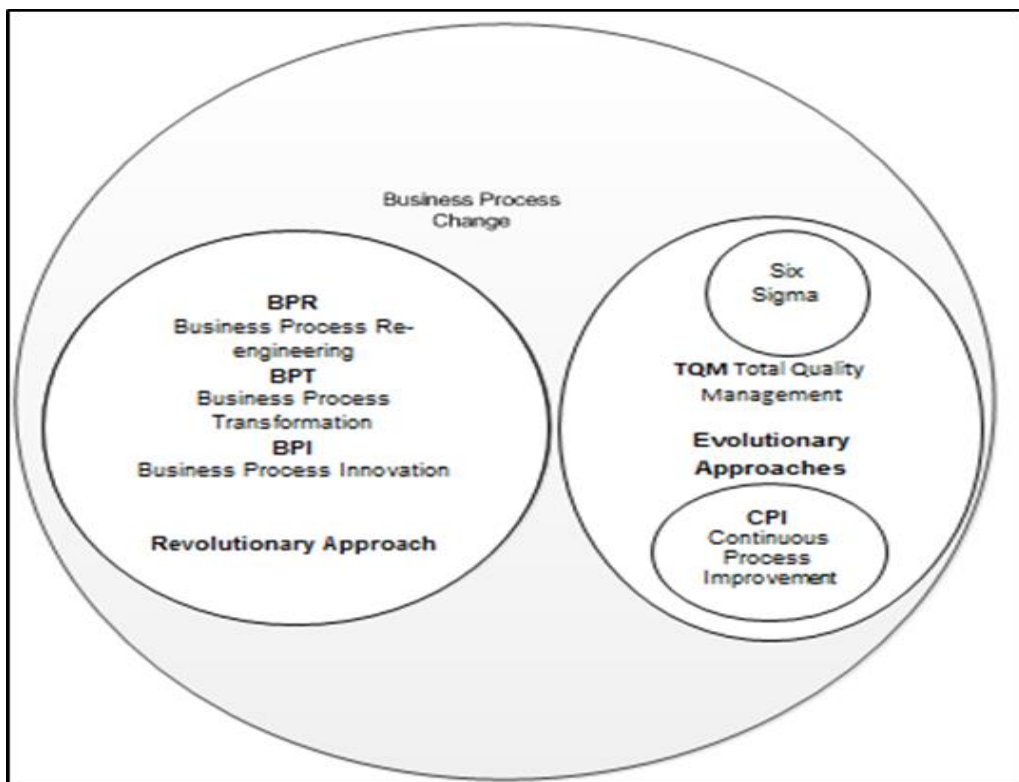 Business Process
Change
BPR
Business Process Re-
engineering
BPT
Business Process
Transformation
BPI
Business Process Innovation
Revolutionary Approach
Six
Sigma
TQM Total Quality
Management
Evolutionary
Approaches
CPI
Continuous
Process
Improvement